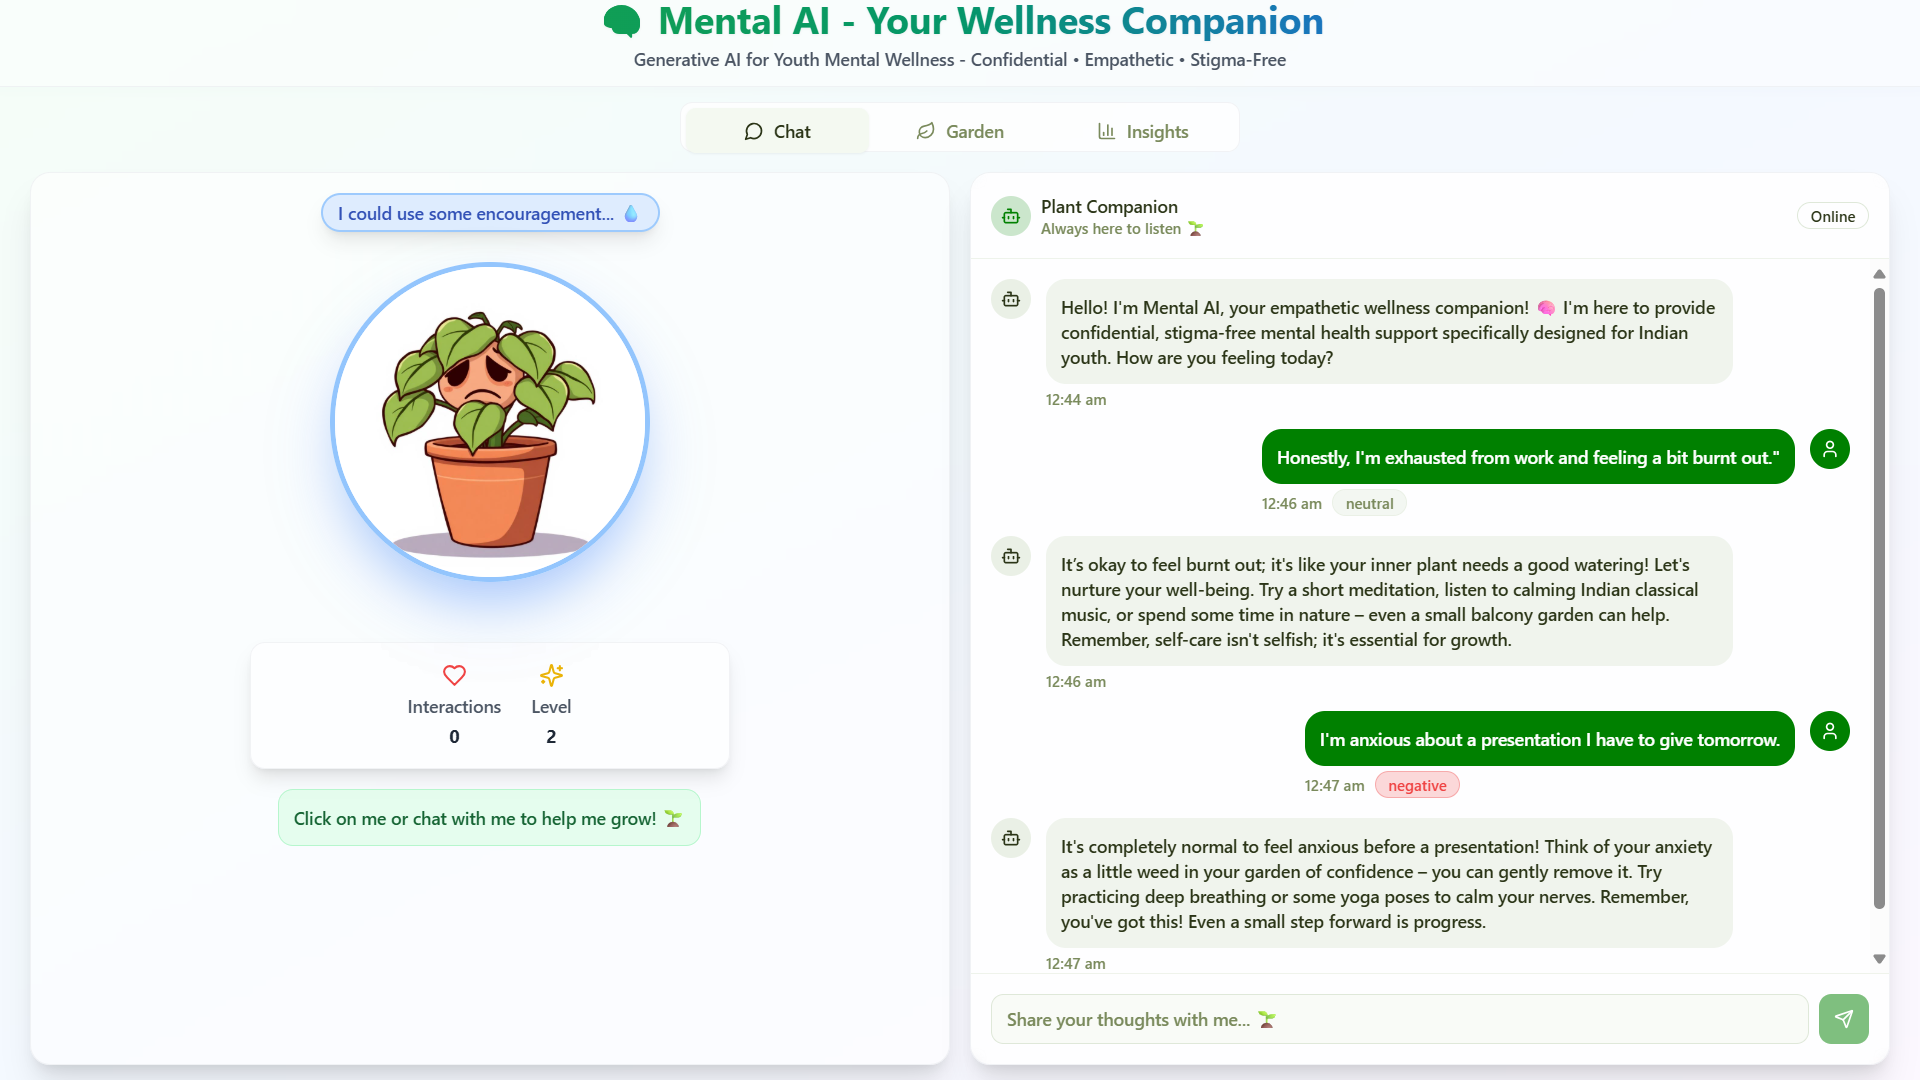 Mental AI - Your Wellness Companion
Generative AI for Youth Mental Wellness - Confidential • Empathetic • Stigma-Free
Chat
Garden
Insights
I could use some encouragement... 💧
Interactions
0
Level
2
Click on me or chat with me to help me grow! 🌱
Plant Companion
Always here to listen 🌱
Online
Hello! I'm Mental AI, your empathetic wellness companion! 🧠 I'm here to provide
confidential, stigma-free mental health support specifically designed for Indian
youth. How are you feeling today?
12:44 am
Honestly, I'm exhausted from work and feeling a bit burnt out."
12:46 am neutral
It's okay to feel burnt out; it's like your inner plant needs a good watering! Let's
nurture your well-being. Try a short meditation, listen to calming Indian classical
music, or spend some time in nature – even a small balcony garden can help.
Remember, self-care isn't selfish; it's essential for growth.
12:46 am
I'm anxious about a presentation I have to give tomorrow.
12:47 am negative
It's completely normal to feel anxious before a presentation! Think of your anxiety
as a little weed in your garden of confidence – you can gently remove it. Try
practicing deep breathing or some yoga poses to calm your nerves. Remember,
you've got this! Even a small step forward is progress.
12:47 am
Share your thoughts with me... 🌱